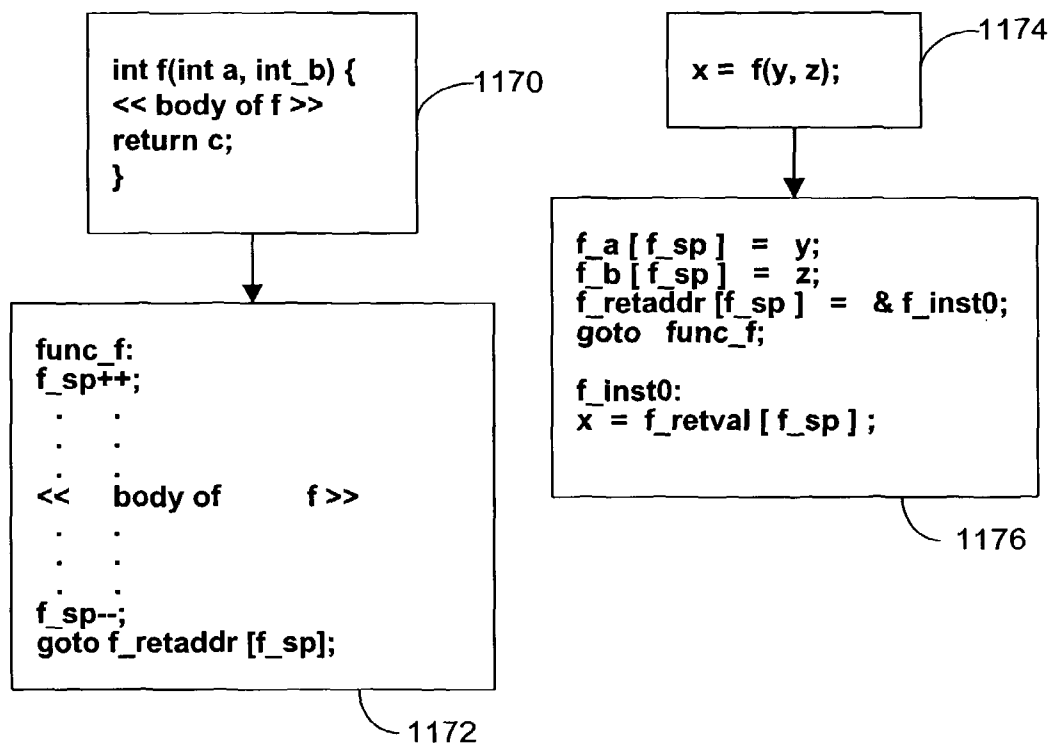 int f(int a, int_b) {
<< body of f >>
return c;
}
1170
func_f:
f_sp++;
. .
. .
. .
<< body of f >>
. .
. .
. .
f_sp--;
goto f_retaddr [f_sp];
1172
x = f(y, z);
1174
f_a [ f_sp ] = y;
f_b [ f_sp ] = z;
f_retaddr [f_sp ] = & f_inst0;
goto func_f;
f_inst0:
x = f_retval [ f_sp ] ;
1176